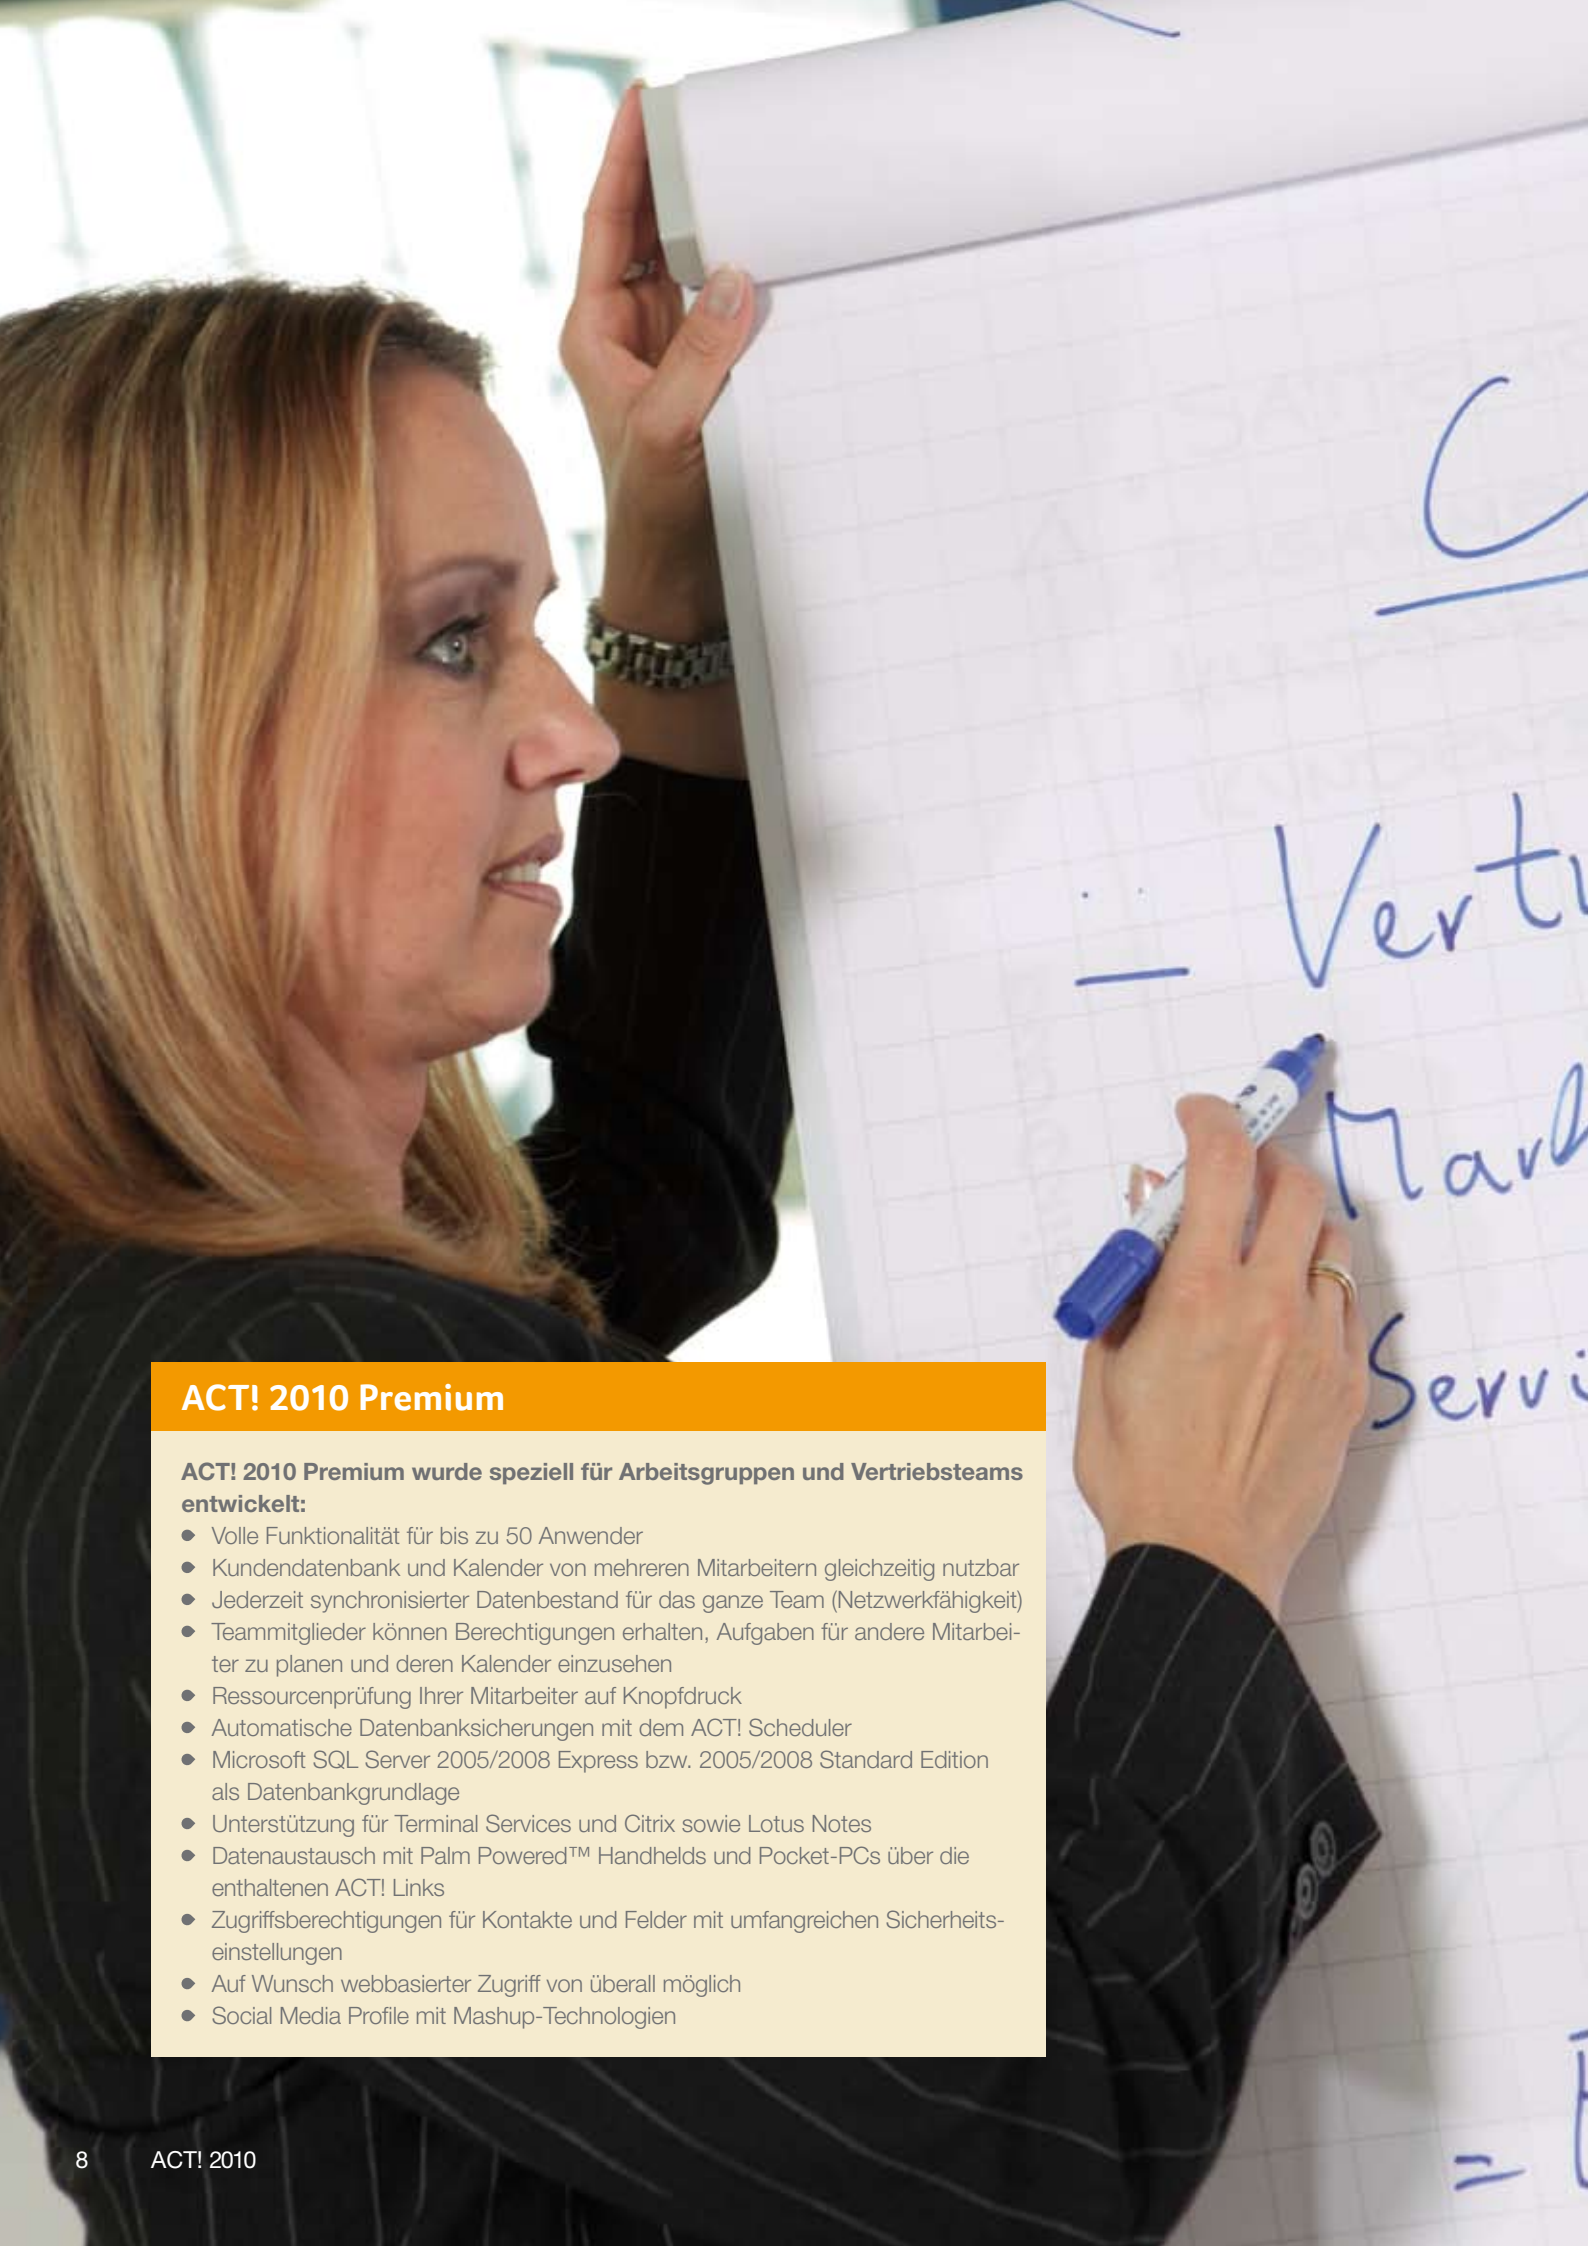 C
– Vert
Mark
Servi
=
ACT! 2010 Premium
ACT! 2010 Premium wurde speziell für Arbeitsgruppen und Vertriebsteams
entwickelt:
Volle Funktionalität für bis zu 50 Anwender
Kundendatenbank und Kalender von mehreren Mitarbeitern gleichzeitig nutzbar
Jederzeit synchronisierter Datenbestand für das ganze Team (Netzwerkfähigkeit)
Teammitglieder können Berechtigungen erhalten, Aufgaben für andere Mitarbei-
ter zu planen und deren Kalender einzusehen
Ressourcenprüfung Ihrer Mitarbeiter auf Knopfdruck
Automatische Datenbanksicherungen mit dem ACT! Scheduler
Microsoft SQL Server 2005/2008 Express bzw. 2005/2008 Standard Edition
als Datenbankgrundlage
Unterstützung für Terminal Services und Citrix sowie Lotus Notes
Datenaustausch mit Palm Powered™ Handhelds und Pocket-PCs über die
enthaltenen ACT! Links
Zugriffsberechtigungen für Kontakte und Felder mit umfangreichen Sicherheits-
einstellungen
Auf Wunsch webbasierter Zugriff von überall möglich
Social Media Profile mit Mashup-Technologien
8 ACT! 2010